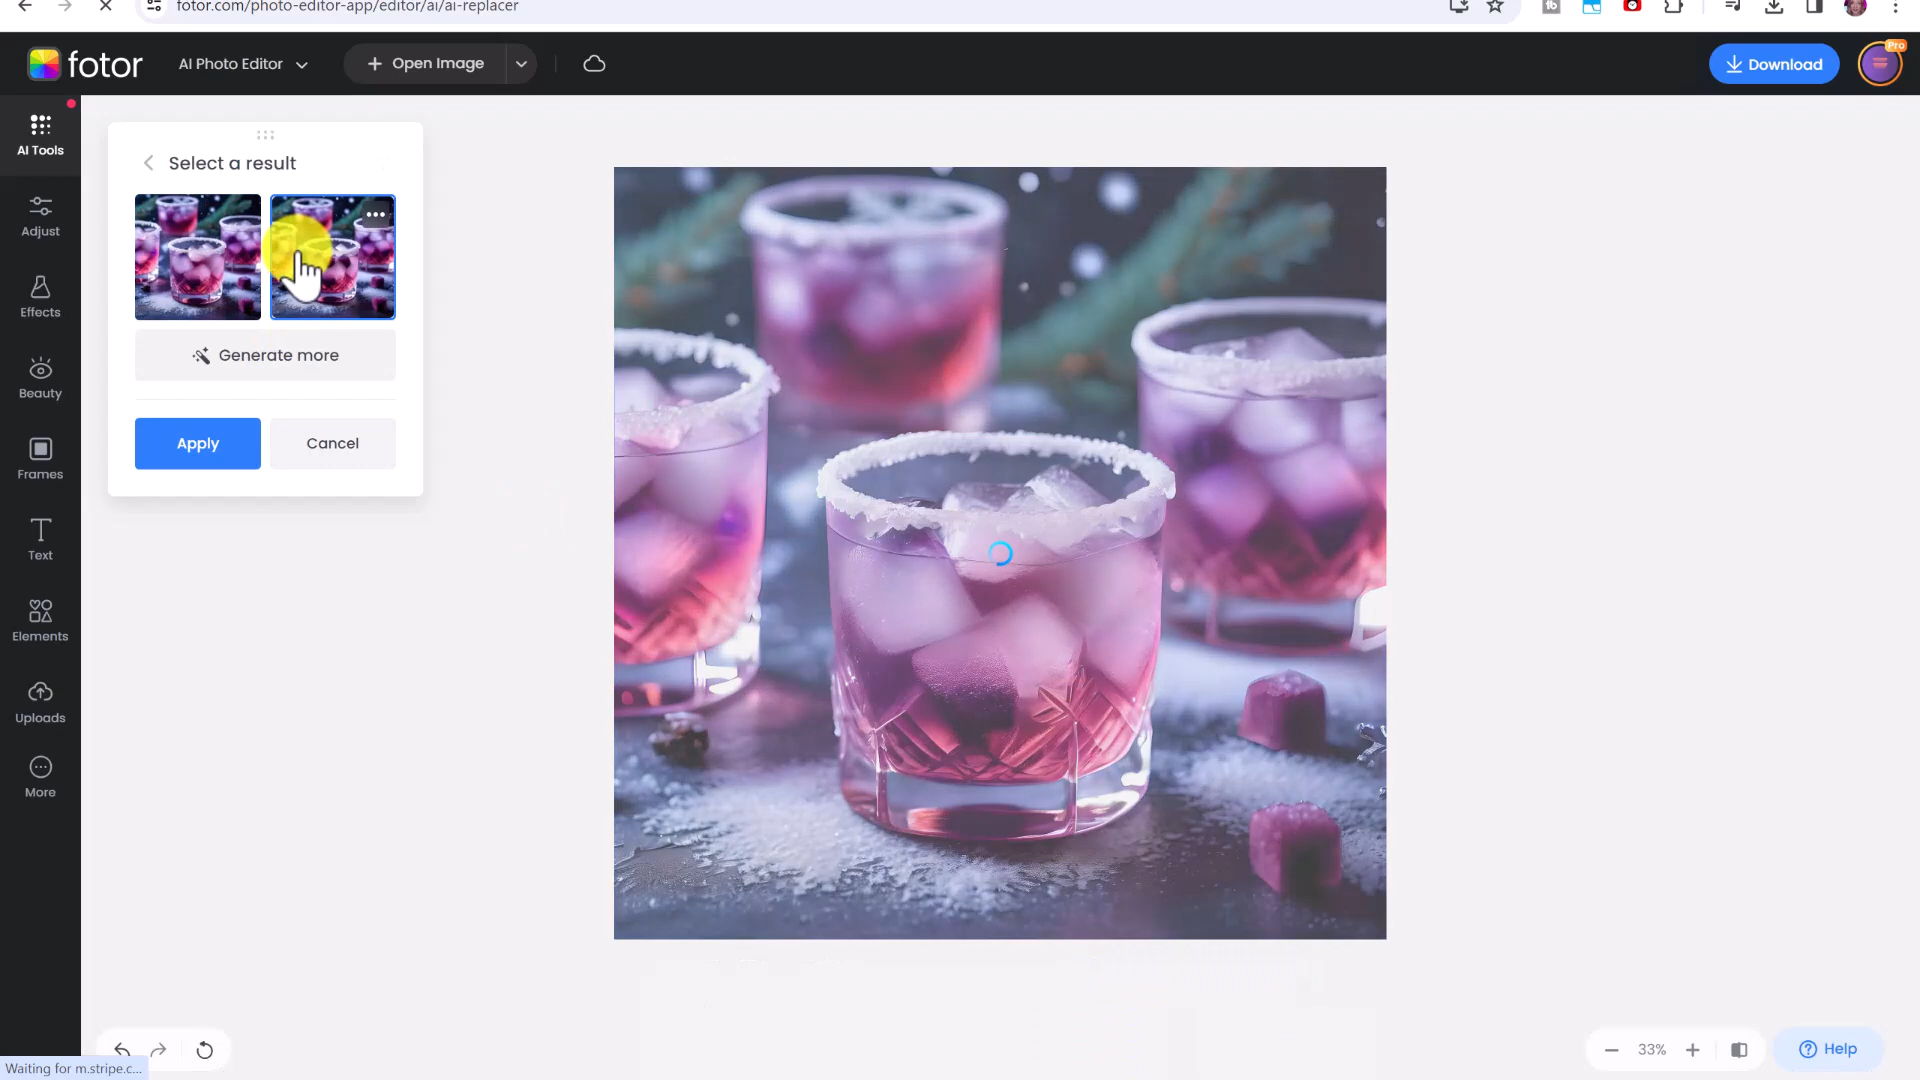 fotor.com/photo-editor-app/editor/ai/ai-replacer
fotor
AI Photo Editor
Open Image
Download
Pro
AI Tools
Adjust
Effects
Beauty
Frames
Text
Elements
Uploads
More
Select a result
Generate more
Apply
Cancel
33%
Help
Waiting for m.stripe.c...